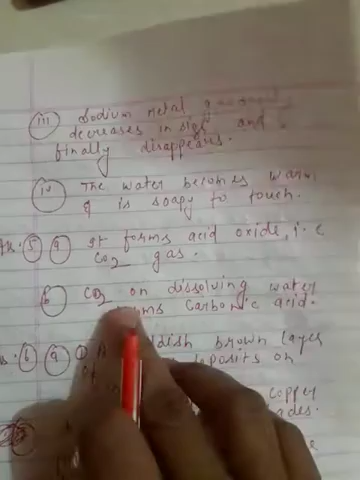 (iii) Sodium metal
decreases in size and
finally disappears.
(iv) The water becomes warm
& is soapy to touch.
Ans. (5) (a) It forms acid oxide, i.e
CO2 gas.
(b) CO2 on dissolving water
forms Carbonic acid.
(6) (a) (i) brown layer
deposits on
copper